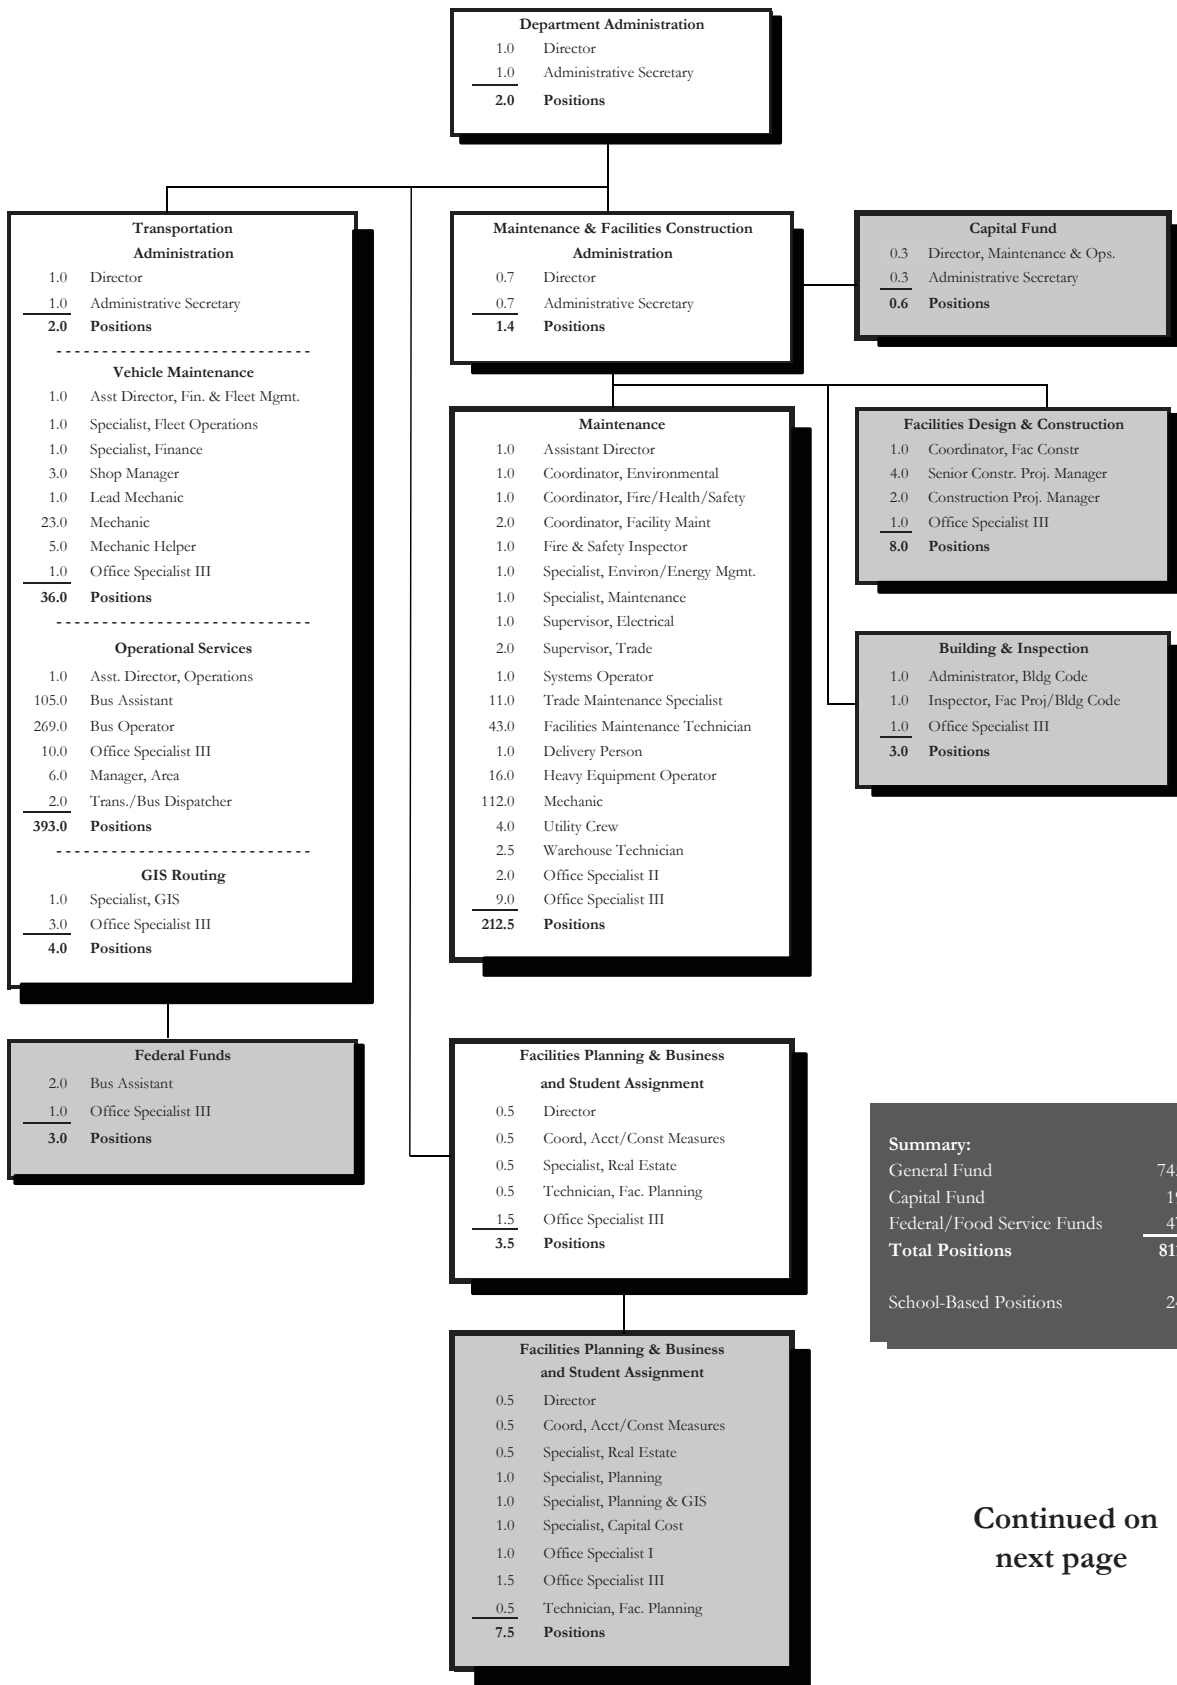 Department Administration
1.0 Director
1.0 Administrative Secretary
2.0 Positions
Transportation
Administration
1.0 Director
1.0 Administrative Secretary
2.0 Positions
Vehicle Maintenance
1.0 Asst Director, Fin. & Fleet Mgmt.
1.0 Specialist, Fleet Operations
1.0 Specialist, Finance
3.0 Shop Manager
1.0 Lead Mechanic
23.0 Mechanic
5.0 Mechanic Helper
1.0 Office Specialist III
36.0 Positions
Operational Services
1.0 Asst. Director, Operations
105.0 Bus Assistant
269.0 Bus Operator
10.0 Office Specialist III
6.0 Manager, Area
2.0 Trans./Bus Dispatcher
393.0 Positions
GIS Routing
1.0 Specialist, GIS
3.0 Office Specialist III
4.0 Positions
Federal Funds
2.0 Bus Assistant
1.0 Office Specialist III
3.0 Positions
Maintenance & Facilities Construction
Administration
0.7 Director
0.7 Administrative Secretary
1.4 Positions
Capital Fund
0.3 Director, Maintenance & Ops.
0.3 Administrative Secretary
0.6 Positions
Maintenance
1.0 Assistant Director
1.0 Coordinator, Environmental
1.0 Coordinator, Fire/Health/Safety
2.0 Coordinator, Facility Maint
1.0 Fire & Safety Inspector
1.0 Specialist, Environ/Energy Mgmt.
1.0 Specialist, Maintenance
1.0 Supervisor, Electrical
2.0 Supervisor, Trade
1.0 Systems Operator
11.0 Trade Maintenance Specialist
43.0 Facilities Maintenance Technician
1.0 Delivery Person
16.0 Heavy Equipment Operator
112.0 Mechanic
4.0 Utility Crew
2.5 Warehouse Technician
2.0 Office Specialist II
9.0 Office Specialist III
212.5 Positions
Facilities Design & Construction
1.0 Coordinator, Fac Constr
4.0 Senior Constr. Proj. Manager
2.0 Construction Proj. Manager
1.0 Office Specialist III
8.0 Positions
Building & Inspection
1.0 Administrator, Bldg Code
1.0 Inspector, Fac Proj/Bldg Code
1.0 Office Specialist III
3.0 Positions
Facilities Planning & Business
and Student Assignment
0.5 Director
0.5 Coord, Acct/Const Measures
0.5 Specialist, Real Estate
0.5 Technician, Fac. Planning
1.5 Office Specialist III
3.5 Positions
Facilities Planning & Business
and Student Assignment
0.5 Director
0.5 Coord, Acct/Const Measures
0.5 Specialist, Real Estate
1.0 Specialist, Planning
1.0 Specialist, Planning & GIS
1.0 Specialist, Capital Cost
1.0 Office Specialist I
1.5 Office Specialist III
0.5 Technician, Fac. Planning
7.5 Positions
Summary:
General Fund
Capital Fund
Federal/Food Service Funds
Total Positions
School-Based Positions
Continued on
next page